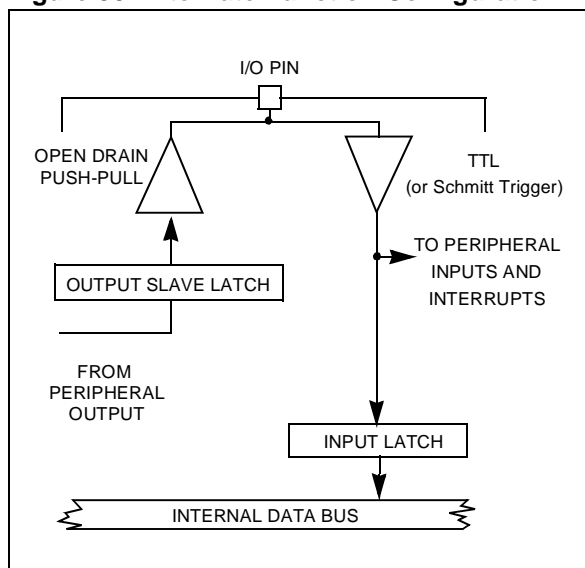 I/O PIN
OPEN DRAIN
PUSH-PULL
TTL
(or Schmitt Trigger)
TO PERIPHERAL
INPUTS AND
INTERRUPTS
OUTPUT SLAVE LATCH
FROM
PERIPHERAL
OUTPUT
INPUT LATCH
INTERNAL DATA BUS